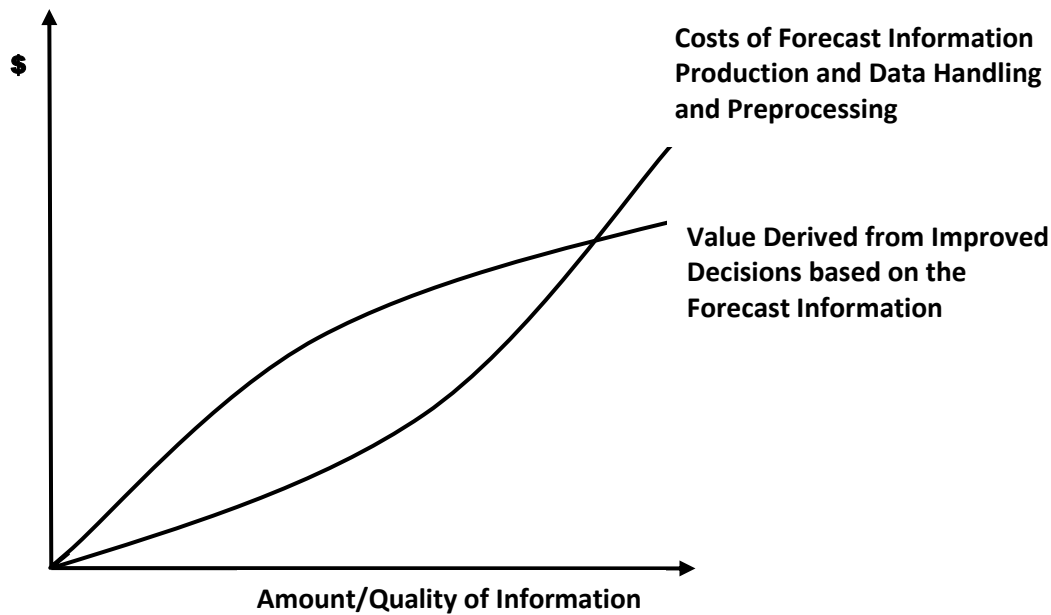 $
Costs of Forecast Information
Production and Data Handling
and Preprocessing
Value Derived from Improved
Decisions based on the
Forecast Information
Amount/Quality of Information